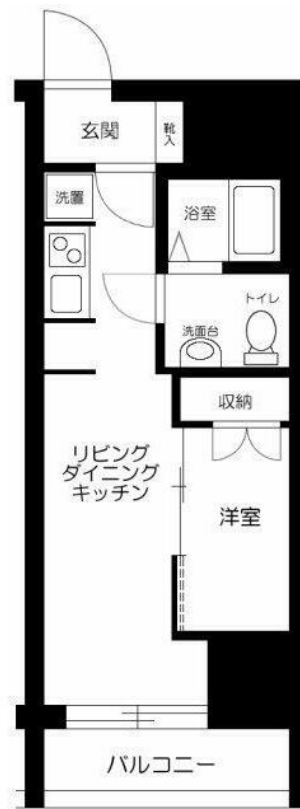 玄関
靴入
洗置
浴室
トイレ
洗面台
収納
リビング
ダイニング
キッチン
洋室
バルコニー